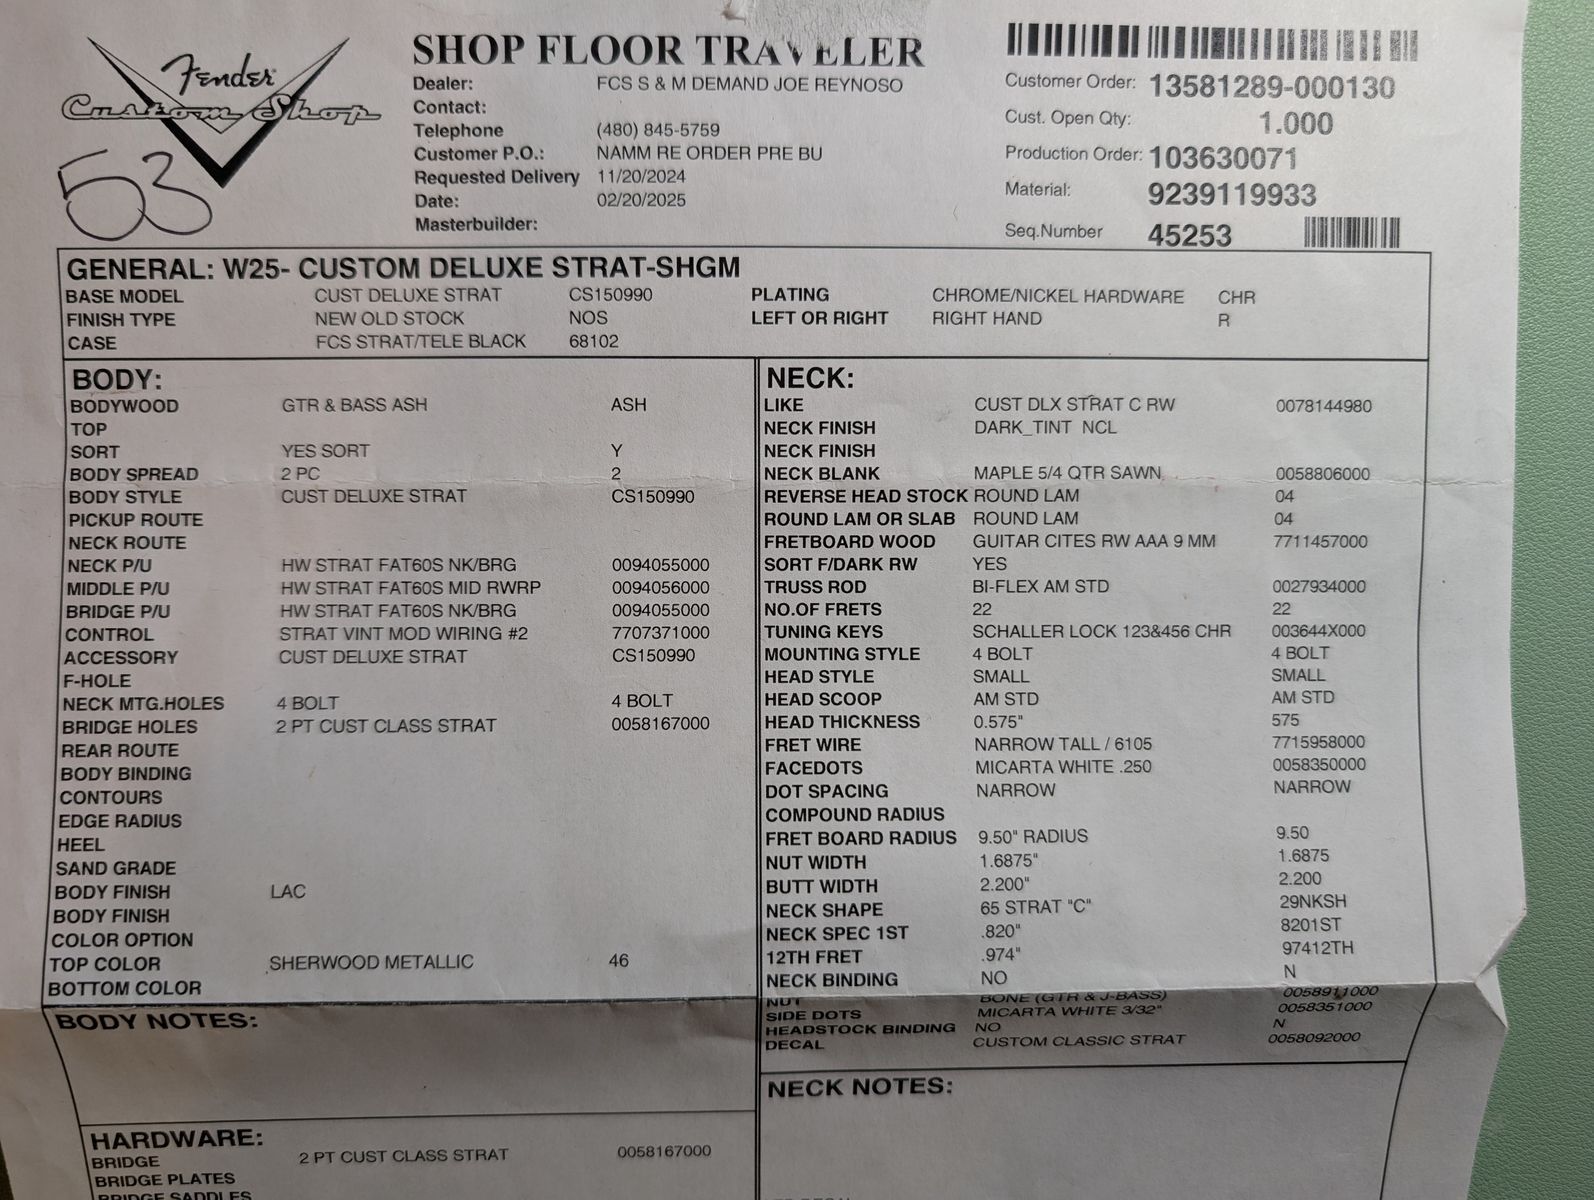 Fender
Custom Shop
53
SHOP FLOOR TRAVELER
Dealer: FCS S & M DEMAND JOE REYNOSO
Contact:
Telephone (480) 845-5759
Customer P.O.: NAMM RE ORDER PRE BU
Requested Delivery 11/20/2024
Date: 02/20/2025
Masterbuilder:
Customer Order: 13581289-000130
Cust. Open Qty: 1.000
Production Order: 103630071
Material: 9239119933
Seq.Number 45253
GENERAL: W25- CUSTOM DELUXE STRAT-SHGM
BASE MODEL CUST DELUXE STRAT CS150990
FINISH TYPE NEW OLD STOCK NOS
CASE FCS STRAT/TELE BLACK 68102
PLATING CHROME/NICKEL HARDWARE CHR
LEFT OR RIGHT RIGHT HAND R
BODY:
BODYWOOD GTR & BASS ASH ASH
TOP
SORT YES SORT Y
BODY SPREAD 2 PC 2
BODY STYLE CUST DELUXE STRAT CS150990
PICKUP ROUTE
NECK ROUTE
NECK P/U HW STRAT FAT60S NK/BRG 0094055000
MIDDLE P/U HW STRAT FAT60S MID RWRP 0094056000
BRIDGE P/U HW STRAT FAT60S NK/BRG 0094055000
CONTROL STRAT VINT MOD WIRING #2 7707371000
ACCESSORY CUST DELUXE STRAT CS150990
F-HOLE
NECK MTG.HOLES 4 BOLT 4 BOLT
BRIDGE HOLES 2 PT CUST CLASS STRAT 0058167000
REAR ROUTE
BODY BINDING
CONTOURS
EDGE RADIUS
HEEL
SAND GRADE
BODY FINISH LAC
BODY FINISH
COLOR OPTION
TOP COLOR SHERWOOD METALLIC 46
BOTTOM COLOR
BODY NOTES:
HARDWARE:
BRIDGE 2 PT CUST CLASS STRAT 0058167000
BRIDGE PLATES
BRIDGE SADDLES
NECK:
LIKE CUST DLX STRAT C RW 0078144980
NECK FINISH DARK_TINT NCL
NECK FINISH
NECK BLANK MAPLE 5/4 QTR SAWN 0058806000
REVERSE HEAD STOCK ROUND LAM 04
ROUND LAM OR SLAB ROUND LAM 04
FRETBOARD WOOD GUITAR CITES RW AAA 9 MM 7711457000
SORT F/DARK RW YES
TRUSS ROD BI-FLEX AM STD 0027934000
NO.OF FRETS 22 22
TUNING KEYS SCHALLER LOCK 123&456 CHR 003644X000
MOUNTING STYLE 4 BOLT 4 BOLT
HEAD STYLE SMALL SMALL
HEAD SCOOP AM STD AM STD
HEAD THICKNESS 0.575" 575
FRET WIRE NARROW TALL / 6105 7715958000
FACEDOTS MICARTA WHITE .250 0058350000
DOT SPACING NARROW NARROW
COMPOUND RADIUS
FRET BOARD RADIUS 9.50" RADIUS 9.50
NUT WIDTH 1.6875" 1.6875
BUTT WIDTH 2.200" 2.200
NECK SHAPE 65 STRAT "C" 29NKSH
NECK SPEC 1ST .820" 8201ST
12TH FRET .974" 97412TH
NECK BINDING NO N
NUT BONE (GTR & J-BASS) 0058911000
SIDE DOTS MICARTA WHITE 3/32" 0058351000
HEADSTOCK BINDING NO N
DECAL CUSTOM CLASSIC STRAT 0058092000
NECK NOTES: